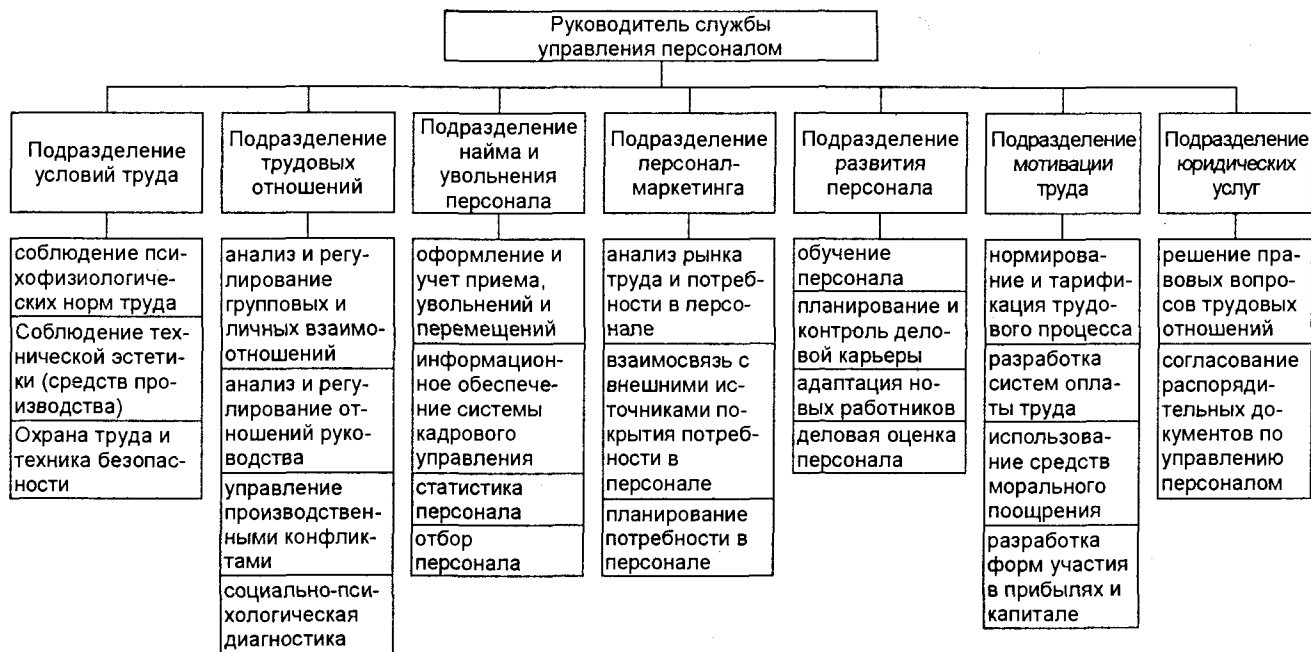 Руководитель службы
управления персоналом
Подразделение
условий труда
соблюдение пси-
хофизиологиче-
ских норм труда
Соблюдение тех-
нической эстети-
ки (средств про-
изводства)
Охрана труда и
техника безопас-
ности
Подразделение
трудовых
отношений
анализ и регу-
лирование
групповых и
личных взаимо-
отношений
анализ и регу-
лирование от-
ношений руко-
водства
управление
производствен-
ными конфлик-
тами
социально-пси-
хологическая
диагностика
Подразделение
найма и
увольнения
персонала
оформление и
учет приема,
увольнений и
перемещений
информацион-
ное обеспече-
ние системы
кадрового
управления
статистика
персонала
отбор
персонала
Подразделение
персонал-
маркетинга
анализ рынка
труда и потреб-
ности в персо-
нале
взаимосвязь с
внешними ис-
точниками по-
крытия потреб-
ности в
персонале
планирование
потребности в
персонале
Подразделение
развития
персонала
обучение
персонала
планирование и
контроль дело-
вой карьеры
адаптация но-
вых работников
деловая оценка
персонала
Подразделение
мотивации
труда
нормирова-
ние и тарифи-
кация трудо-
вого процесса
разработка
систем опла-
ты труда
использова-
ние средств
морального
поощрения
разработка
форм участия
в прибылях и
капитале
Подразделение
юридических
услуг
решение пра-
вовых вопро-
сов трудовых
отношений
согласование
распоряди-
тельных до-
кументов по
управлению
персоналом